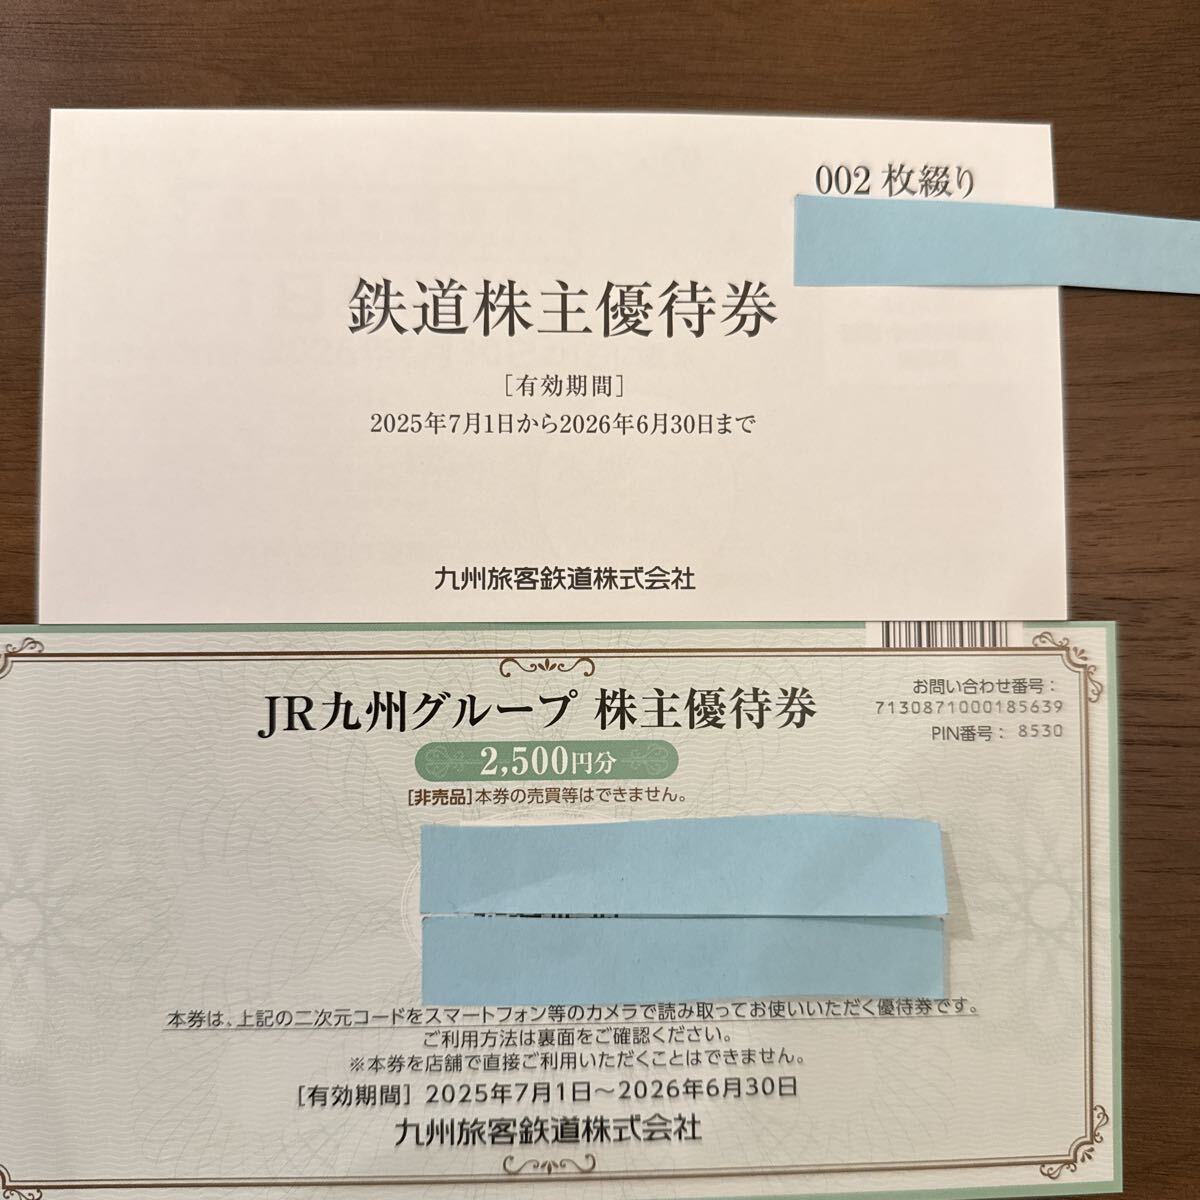 002 枚綴り
鉄道株主優待券
［有効期間］
2025年7月1日から2026年6月30日まで
九州旅客鉄道株式会社
JR九州グループ 株主優待券
2,500円分
［非売品］本券の売買等はできません。
お問い合わせ番号：
7130871000185639
PIN番号： 8530
本券は、上記の二次元コードをスマートフォン等のカメラで読み取ってお使いいただく優待券です。
ご利用方法は裏面をご確認ください。
※本券を店舗で直接ご利用いただくことはできません。
［有効期間］ 2025年7月1日～2026年6月30日
九州旅客鉄道株式会社